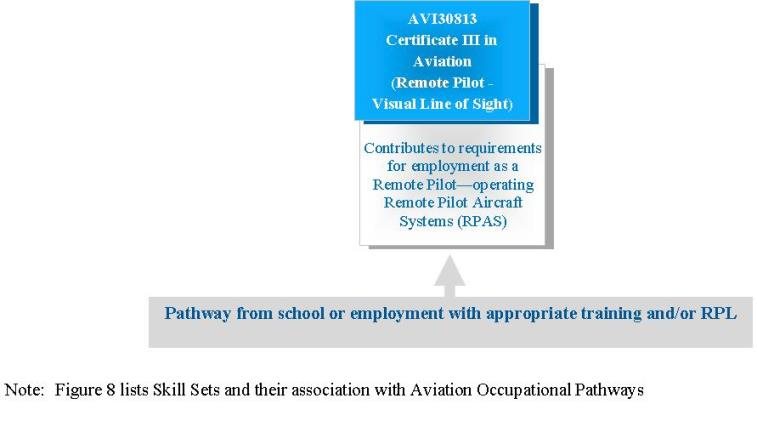 AVI30813
Certificate III in
Aviation
(Remote Pilot -
Visual Line of Sight)
Contributes to requirements
for employment as a
Remote Pilot—operating
Remote Pilot Aircraft
Systems (RPAS)
Pathway from school or employment with appropriate training and/or RPL
Note: Figure 8 lists Skill Sets and their association with Aviation Occupational Pathways